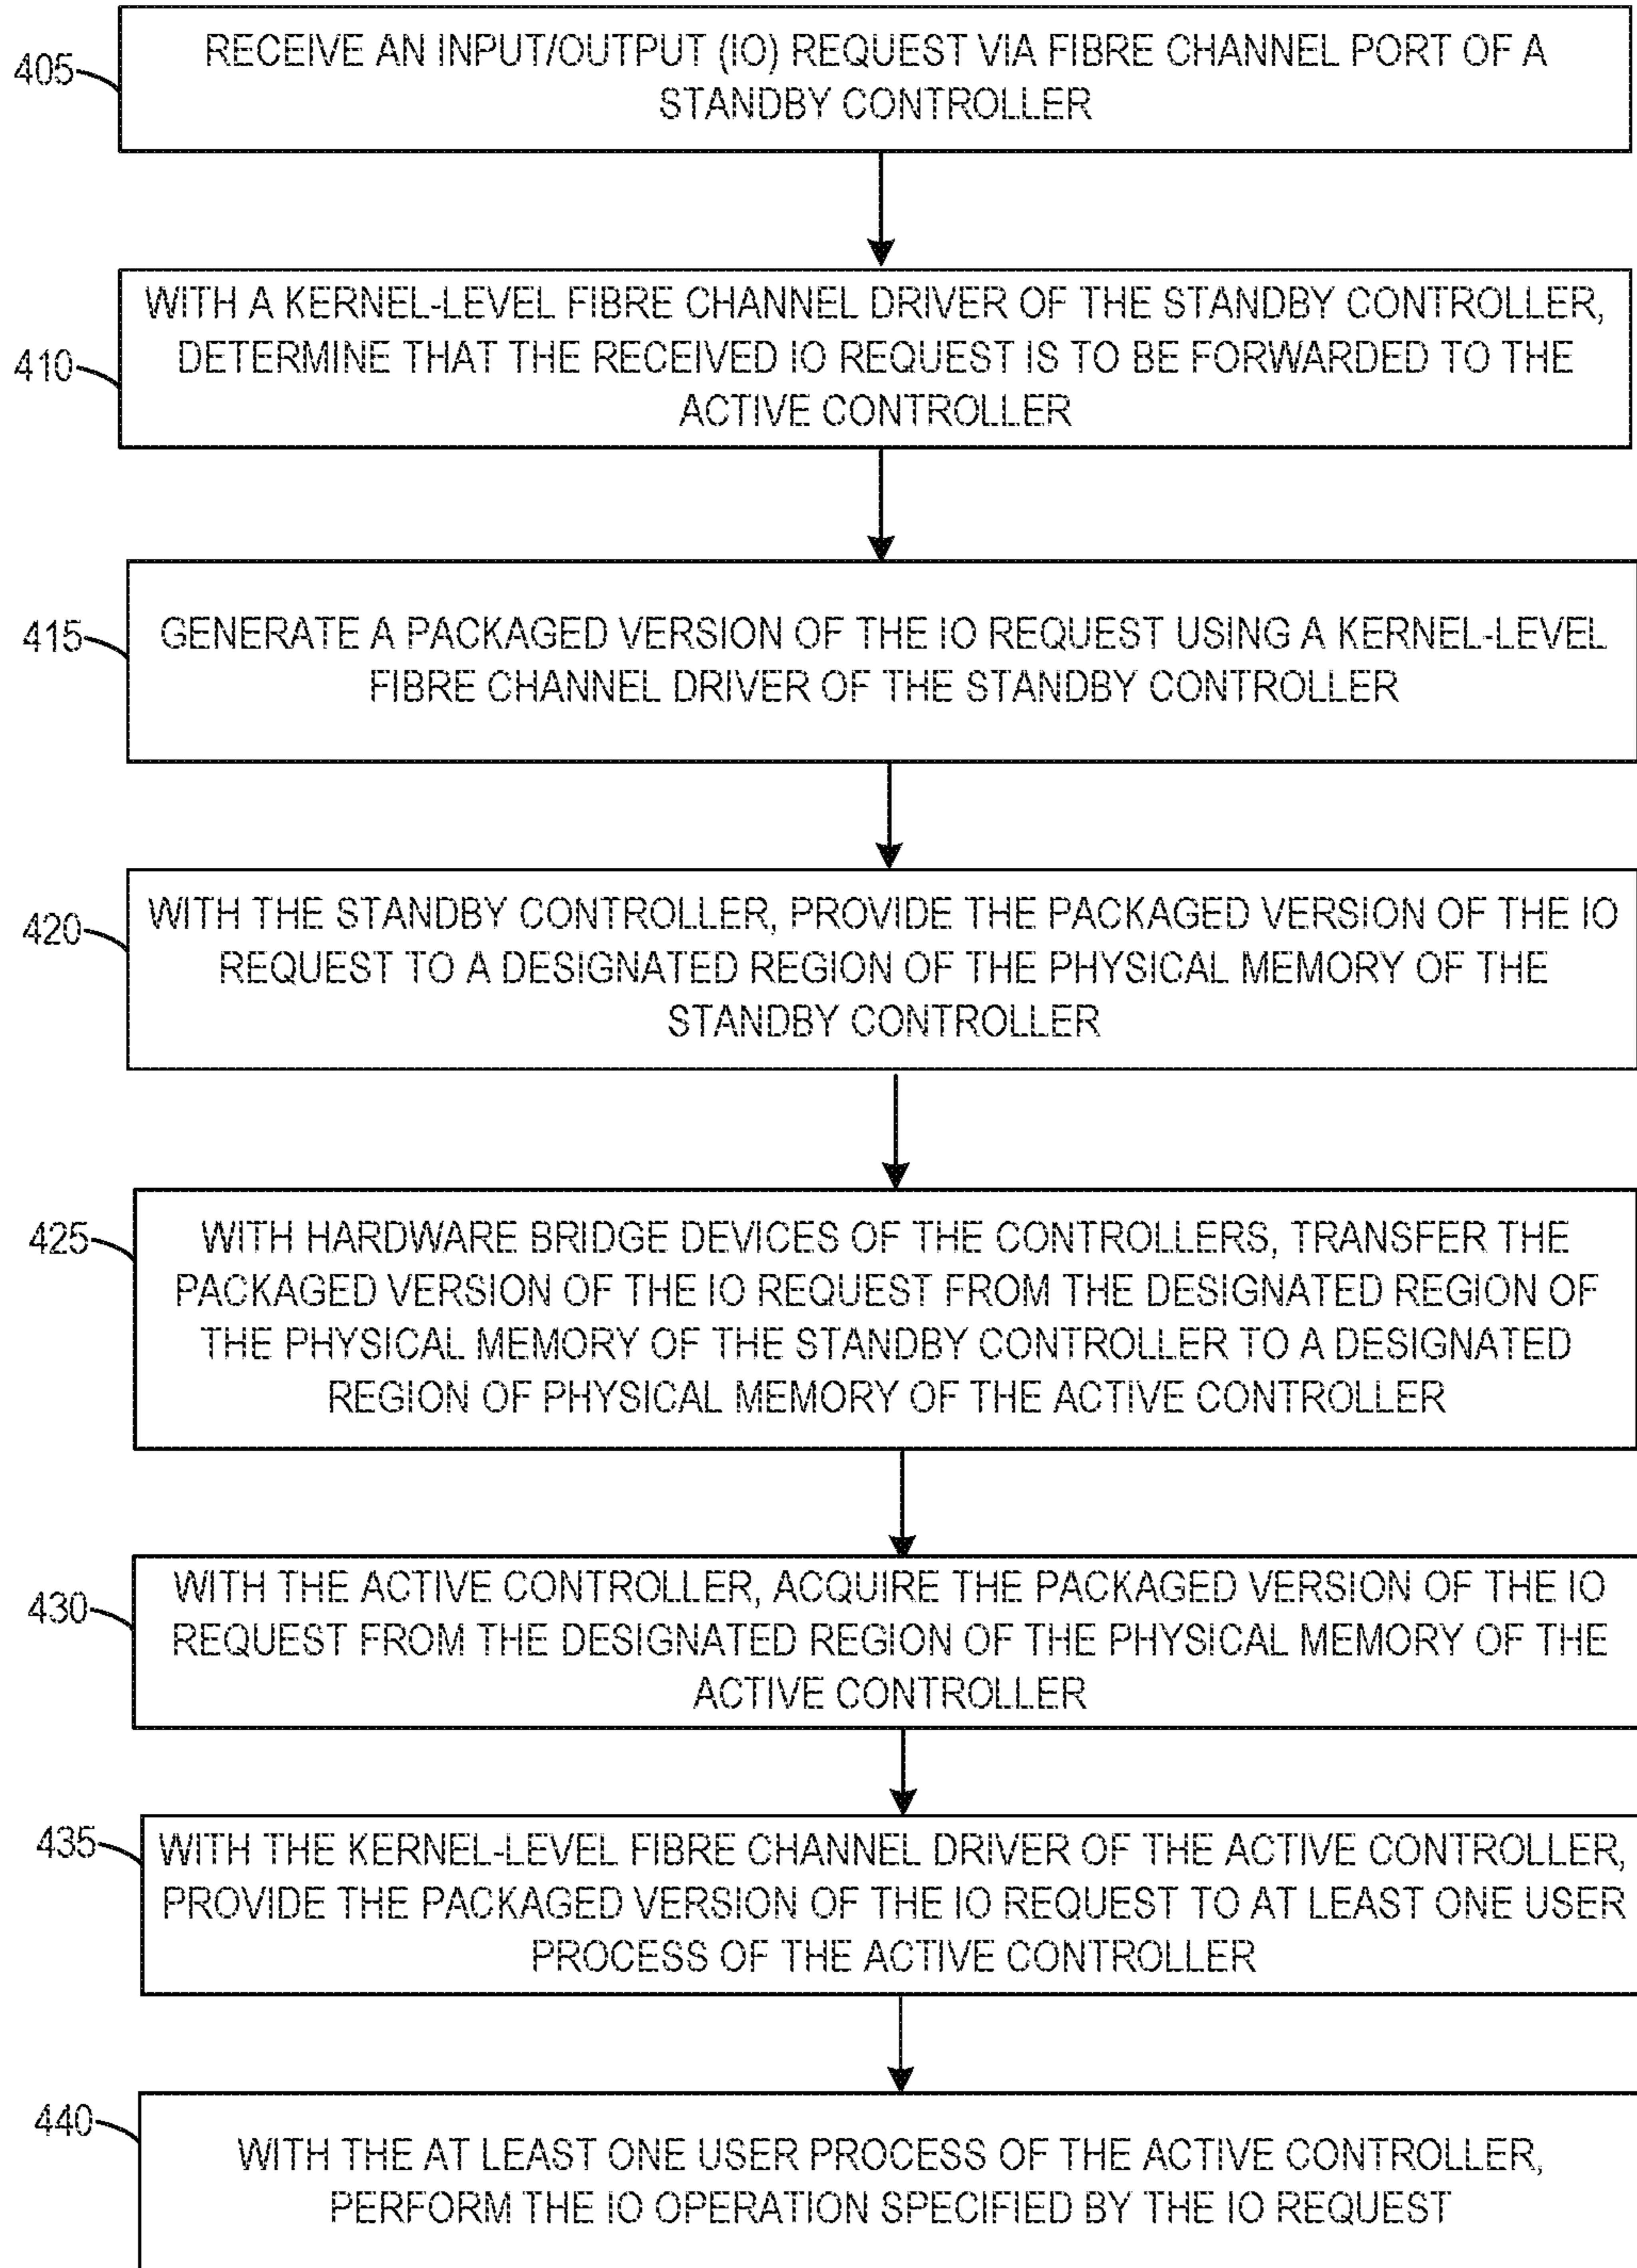 405
RECEIVE AN INPUT/OUTPUT (IO) REQUEST VIA FIBRE CHANNEL PORT OF A
STANDBY CONTROLLER
410
WITH A KERNEL-LEVEL FIBRE CHANNEL DRIVER OF THE STANDBY CONTROLLER,
DETERMINE THAT THE RECEIVED IO REQUEST IS TO BE FORWARDED TO THE
ACTIVE CONTROLLER
415
GENERATE A PACKAGED VERSION OF THE IO REQUEST USING A KERNEL-LEVEL
FIBRE CHANNEL DRIVER OF THE STANDBY CONTROLLER
420
WITH THE STANDBY CONTROLLER, PROVIDE THE PACKAGED VERSION OF THE IO
REQUEST TO A DESIGNATED REGION OF THE PHYSICAL MEMORY OF THE
STANDBY CONTROLLER
425
WITH HARDWARE BRIDGE DEVICES OF THE CONTROLLERS, TRANSFER THE
PACKAGED VERSION OF THE IO REQUEST FROM THE DESIGNATED REGION OF
THE PHYSICAL MEMORY OF THE STANDBY CONTROLLER TO A DESIGNATED
REGION OF PHYSICAL MEMORY OF THE ACTIVE CONTROLLER
430
WITH THE ACTIVE CONTROLLER, ACQUIRE THE PACKAGED VERSION OF THE IO
REQUEST FROM THE DESIGNATED REGION OF THE PHYSICAL MEMORY OF THE
ACTIVE CONTROLLER
435
WITH THE KERNEL-LEVEL FIBRE CHANNEL DRIVER OF THE ACTIVE CONTROLLER,
PROVIDE THE PACKAGED VERSION OF THE IO REQUEST TO AT LEAST ONE USER
PROCESS OF THE ACTIVE CONTROLLER
440
WITH THE AT LEAST ONE USER PROCESS OF THE ACTIVE CONTROLLER,
PERFORM THE IO OPERATION SPECIFIED BY THE IO REQUEST